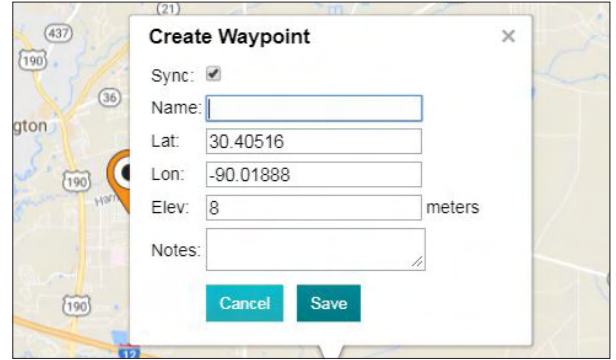 (21)
437
Create Waypoint ×
190
Sync:
36
Name:
gton
Lat: 30.40516
190
Lon: -90.01888
Elev: 8 meters
Notes:
190
Cancel Save
12